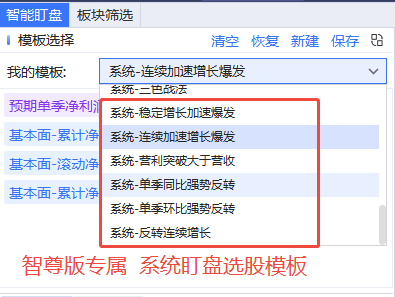 智能盯盘 板块筛选
模板选择 清空 恢复 新建 保存
我的模板: 系统-连续加速增长爆发
系统-三色战法
预期单季净利润
系统-稳定增长加速爆发
基本面-累计净
系统-连续加速增长爆发
基本面-滚动净
系统-营利突破大于营收
基本面-累计净
系统-单季同比强势反转
系统-单季环比强势反转
系统-反转连续增长
智尊版专属 系统盯盘选股模板